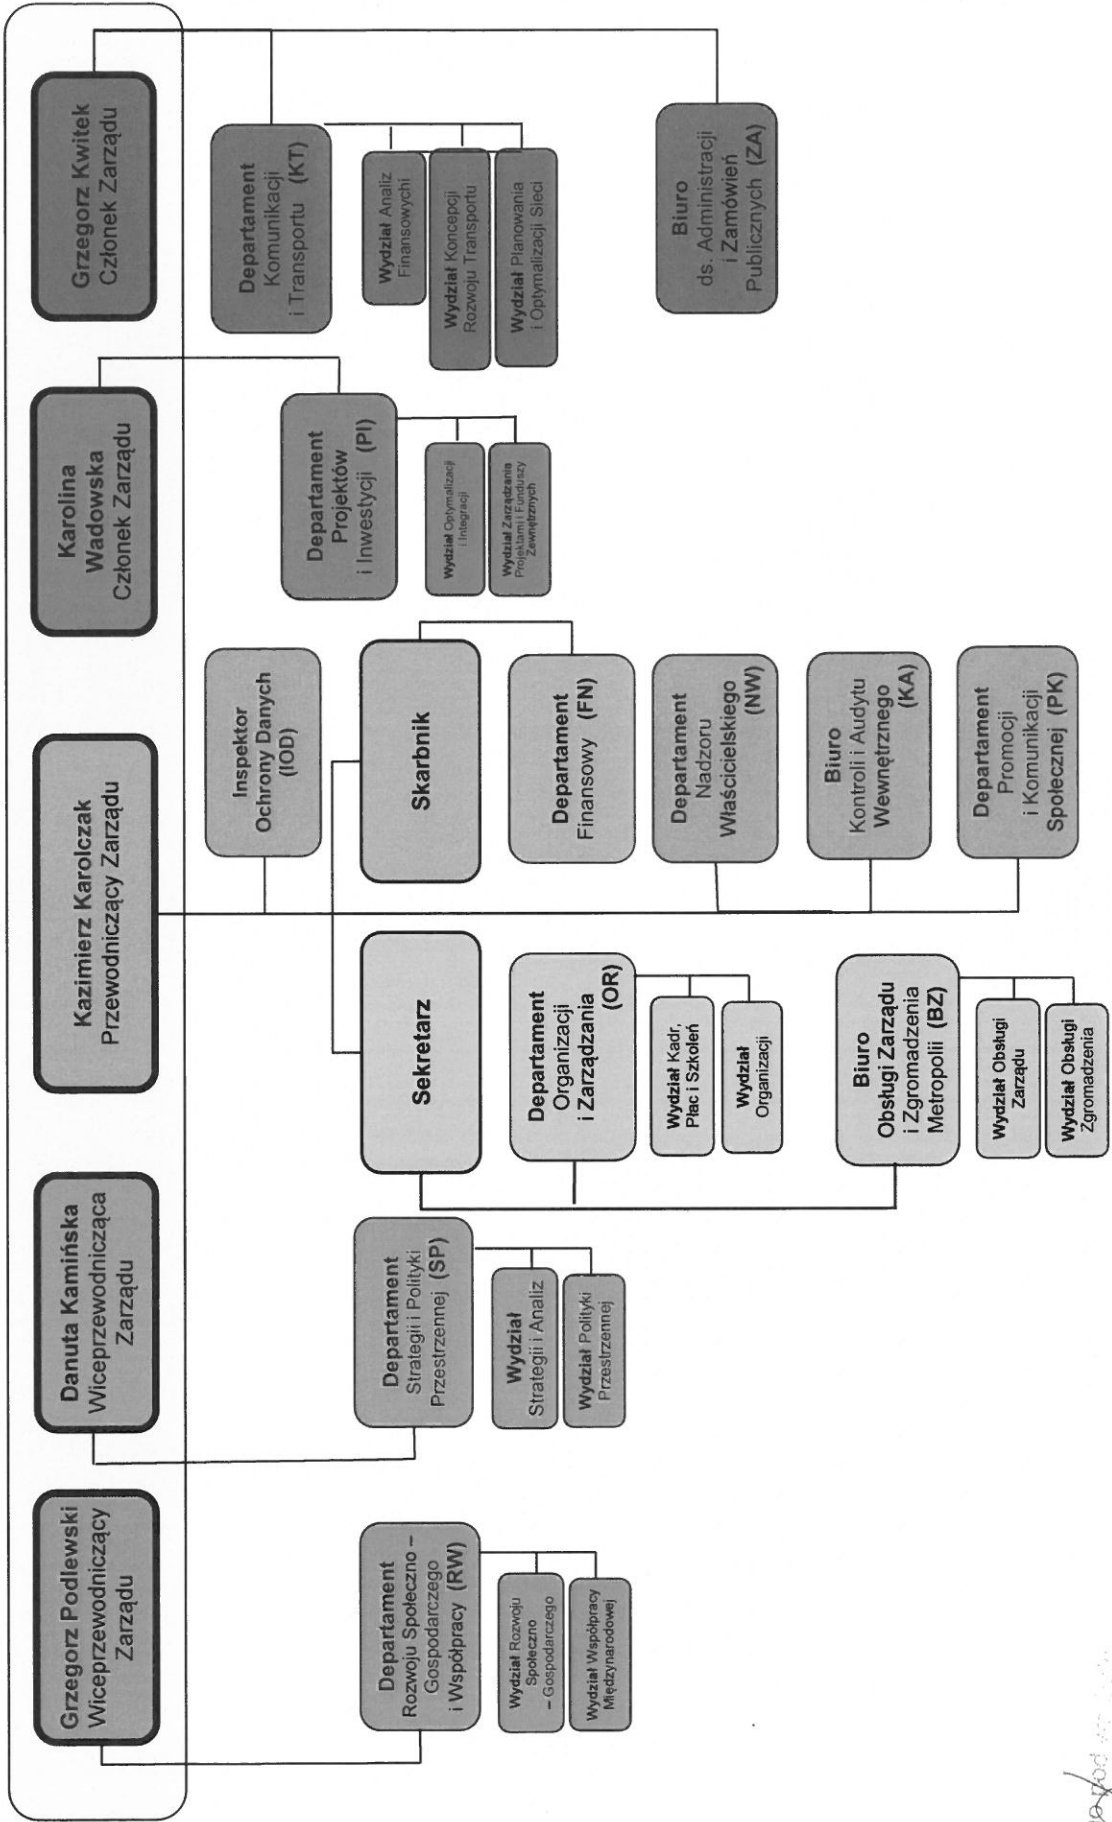 Grzegorz Podlewski
Wiceprzewodniczący
Zarządu
Danuta Kamińska
Wiceprzewodnicząca
Zarządu
Kazimierz Karolczak
Przewodniczący Zarządu
Karolina
Wadowska
Członek Zarządu
Grzegorz Kwitek
Członek Zarządu
Departament
Rozwoju Społeczno –
Gospodarczego
i Współpracy (RW)
Wydział Rozwoju
Społeczno
– Gospodarczego
Wydział Współpracy
Międzynarodowej
Departament
Strategii i Polityki
Przestrzennej (SP)
Wydział
Strategii i Analiz
Wydział Polityki
Przestrzennej
Inspektor
Ochrony Danych
(IOD)
Sekretarz
Departament
Organizacji
i Zarządzania
(OR)
Wydział Kadr,
Płac i Szkoleń
Wydział
Organizacji
Biuro
Obsługi Zarządu
i Zgromadzenia
Metropolii (BZ)
Wydział Obsługi
Zarządu
Wydział Obsługi
Zgromadzenia
Skarbnik
Departament
Finansowy (FN)
Departament
Nadzoru
Właścicielskiego
(NW)
Biuro
Kontroli i Audytu
Wewnętrznego
(KA)
Departament
Promocji
i Komunikacji
Społecznej (PK)
Departament
Projektów
i Inwestycji (PI)
Wydział Optymalizacji
i Integracji
Wydział Zarządzania
Projektami i Funduszy
Zewnętrznych
Departament
Komunikacji
i Transportu (KT)
Wydział Analiz
Finansowychi
Wydział Koncepcji
Rozwoju Transportu
Wydział Planowania
i Optymalizacji Sieci
Biuro
ds. Administracji
i Zamówień
Publicznych (ZA)
pod